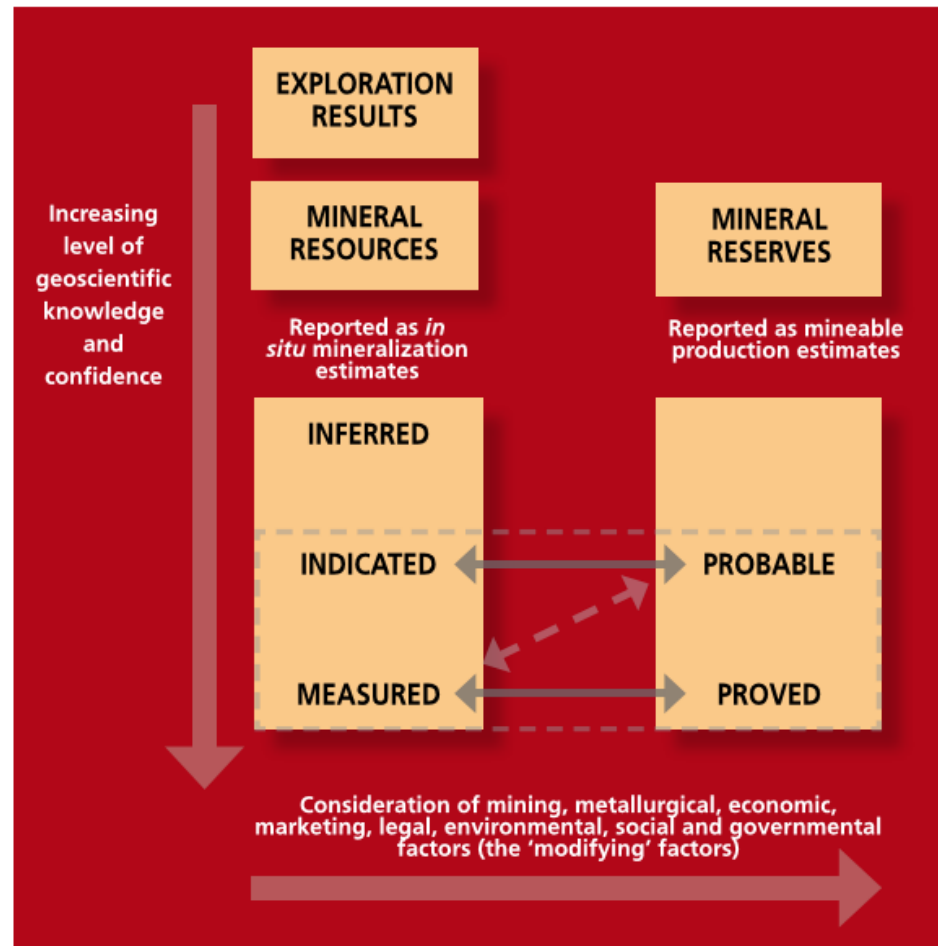 EXPLORATION
RESULTS
Increasing
level of
geoscientific
knowledge
and
confidence
MINERAL
RESOURCES
MINERAL
RESERVES
Reported as in
situ mineralization
estimates
Reported as mineable
production estimates
INFERRED
INDICATED
PROBABLE
MEASURED
PROVED
Consideration of mining, metallurgical, economic,
marketing, legal, environmental, social and governmental
factors (the ‘modifying’ factors)